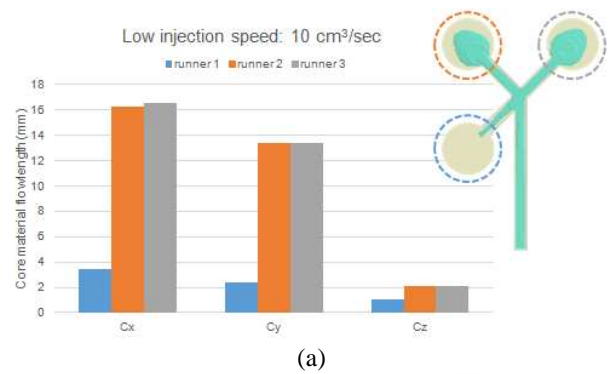 Low injection speed: 10 cm³/sec
runner 1 runner 2 runner 3
Core material flowlength (mm)
18
16
14
12
10
8
6
4
2
0
Cx Cy Cz
(a)